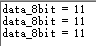 data_8bit = 11
data_8bit = 11
data_8bit = 11